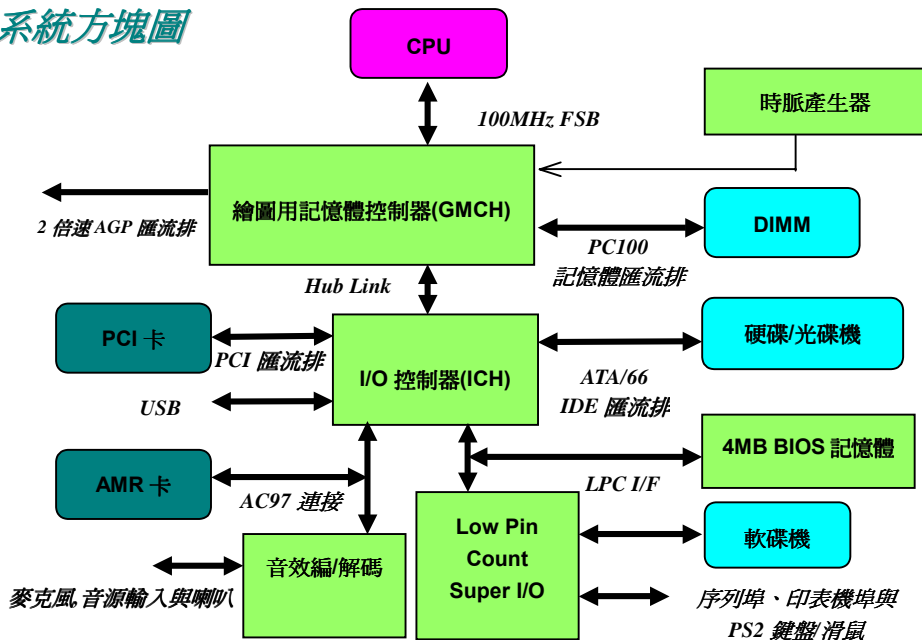 系統方塊圖
CPU
100MHz FSB
時脈產生器
繪圖用記憶體控制器(GMCH)
2 倍速 AGP 匯流排
DIMM
PC100
記憶體匯流排
Hub Link
PCI 卡
PCI 匯流排
I/O 控制器(ICH)
硬碟/光碟機
ATA/66
IDE 匯流排
USB
4MB BIOS 記憶體
LPC I/F
AMR 卡
AC97 連接
音效編/解碼
Low Pin
Count
Super I/O
軟碟機
麥克風,音源輸入與喇叭
序列埠、印表機埠與
PS2 鍵盤/滑鼠